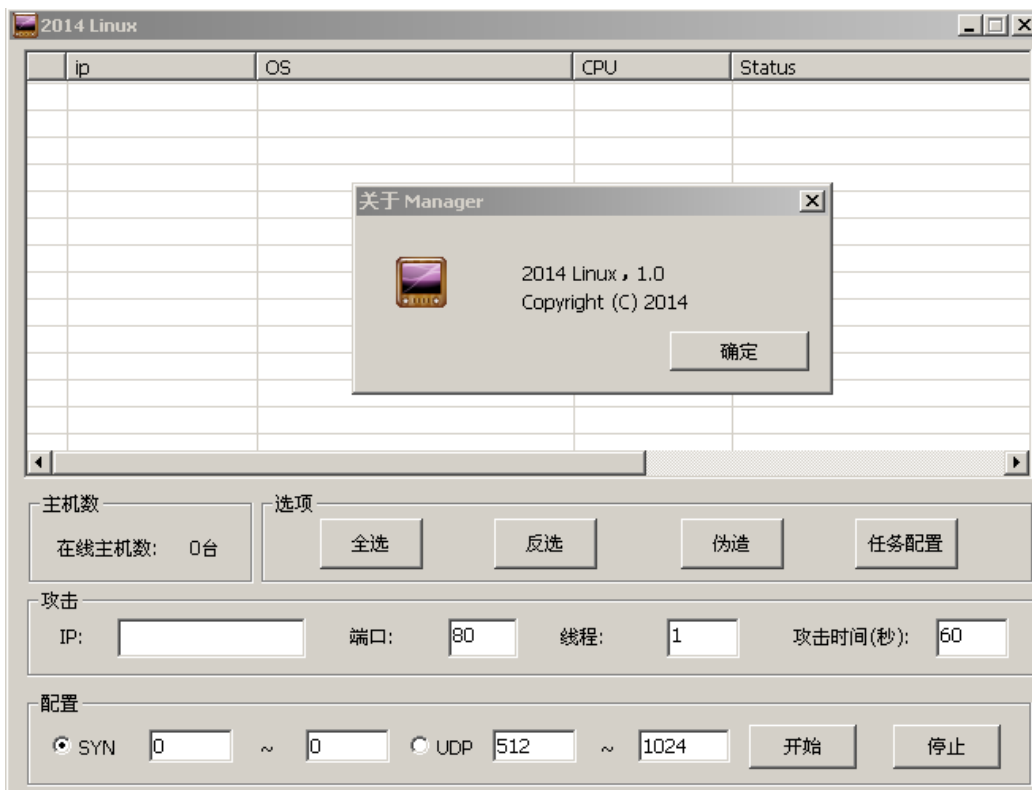 2014 Linux
ip OS CPU Status
关于 Manager
2014 Linux，1.0
Copyright (C) 2014
确定
主机数
在线主机数: 0台
选项
全选 反选 伪造 任务配置
攻击
IP: 端口: 80 线程: 1 攻击时间(秒): 60
配置
SYN 0 ~ 0 UDP 512 ~ 1024 开始 停止